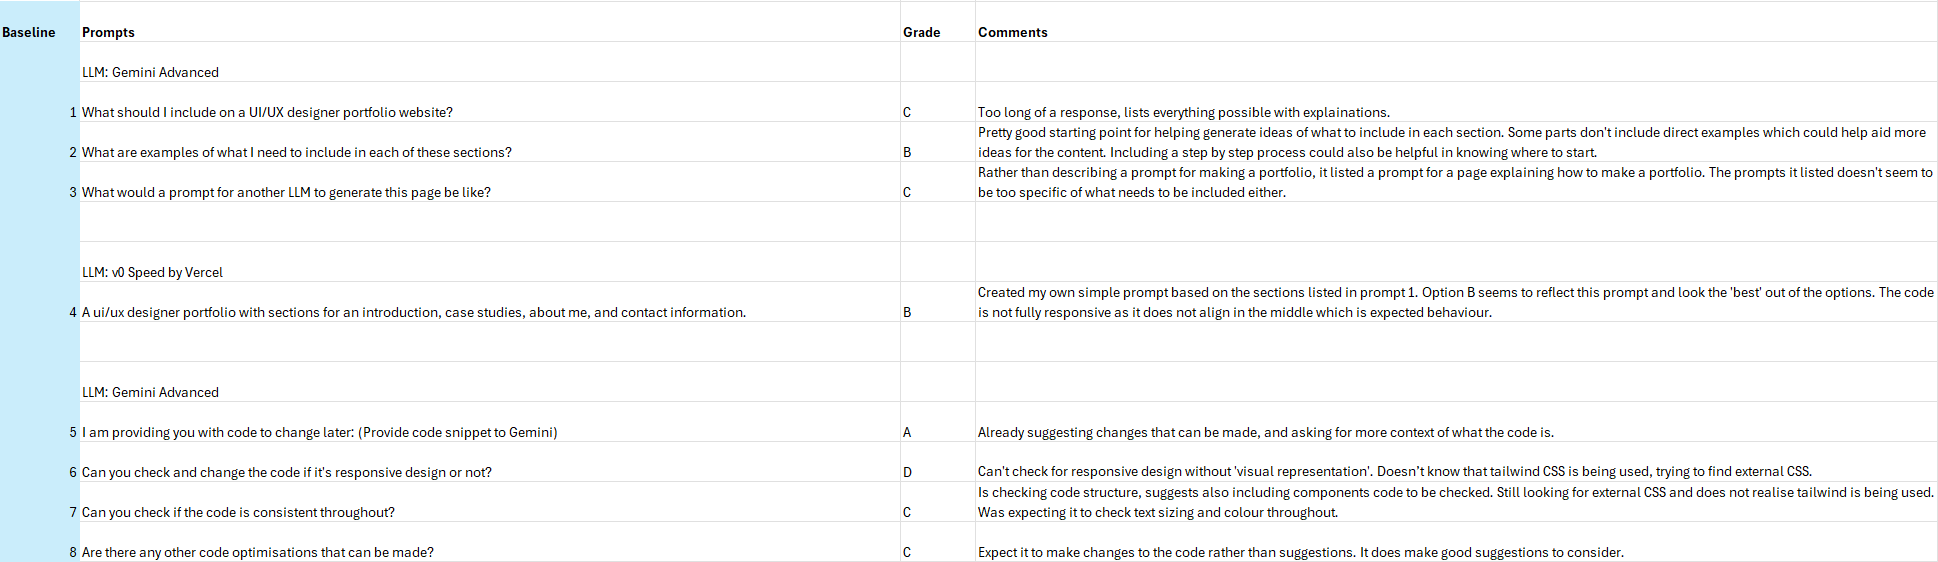 Baseline Prompts Grade Comments
LLM: Gemini Advanced
1 What should I include on a UI/UX designer portfolio website? C Too long of a response, lists everything possible with explainations.
2 What are examples of what I need to include in each of these sections? B Pretty good starting point for helping generate ideas of what to include in each section. Some parts don't include direct examples which could help aid more
ideas for the content. Including a step by step process could also be helpful in knowing where to start.
3 What would a prompt for another LLM to generate this page be like? C Rather than describing a prompt for making a portfolio, it listed a prompt for a page explaining how to make a portfolio. The prompts it listed doesn't seem to
be too specific of what needs to be included either.
LLM: v0 Speed by Vercel
4 A ui/ux designer portfolio with sections for an introduction, case studies, about me, and contact information. B Created my own simple prompt based on the sections listed in prompt 1. Option B seems to reflect this prompt and look the 'best' out of the options. The code
is not fully responsive as it does not align in the middle which is expected behaviour.
LLM: Gemini Advanced
5 I am providing you with code to change later: (Provide code snippet to Gemini) A Already suggesting changes that can be made, and asking for more context of what the code is.
6 Can you check and change the code if it's responsive design or not? D Can't check for responsive design without 'visual representation'. Doesn't know that tailwind CSS is being used, trying to find external CSS.
7 Can you check if the code is consistent throughout? C Is checking code structure, suggests also including components code to be checked. Still looking for external CSS and does not realise tailwind is being used.
Was expecting it to check text sizing and colour throughout.
8 Are there any other code optimisations that can be made? C Expect it to make changes to the code rather than suggestions. It does make good suggestions to consider.